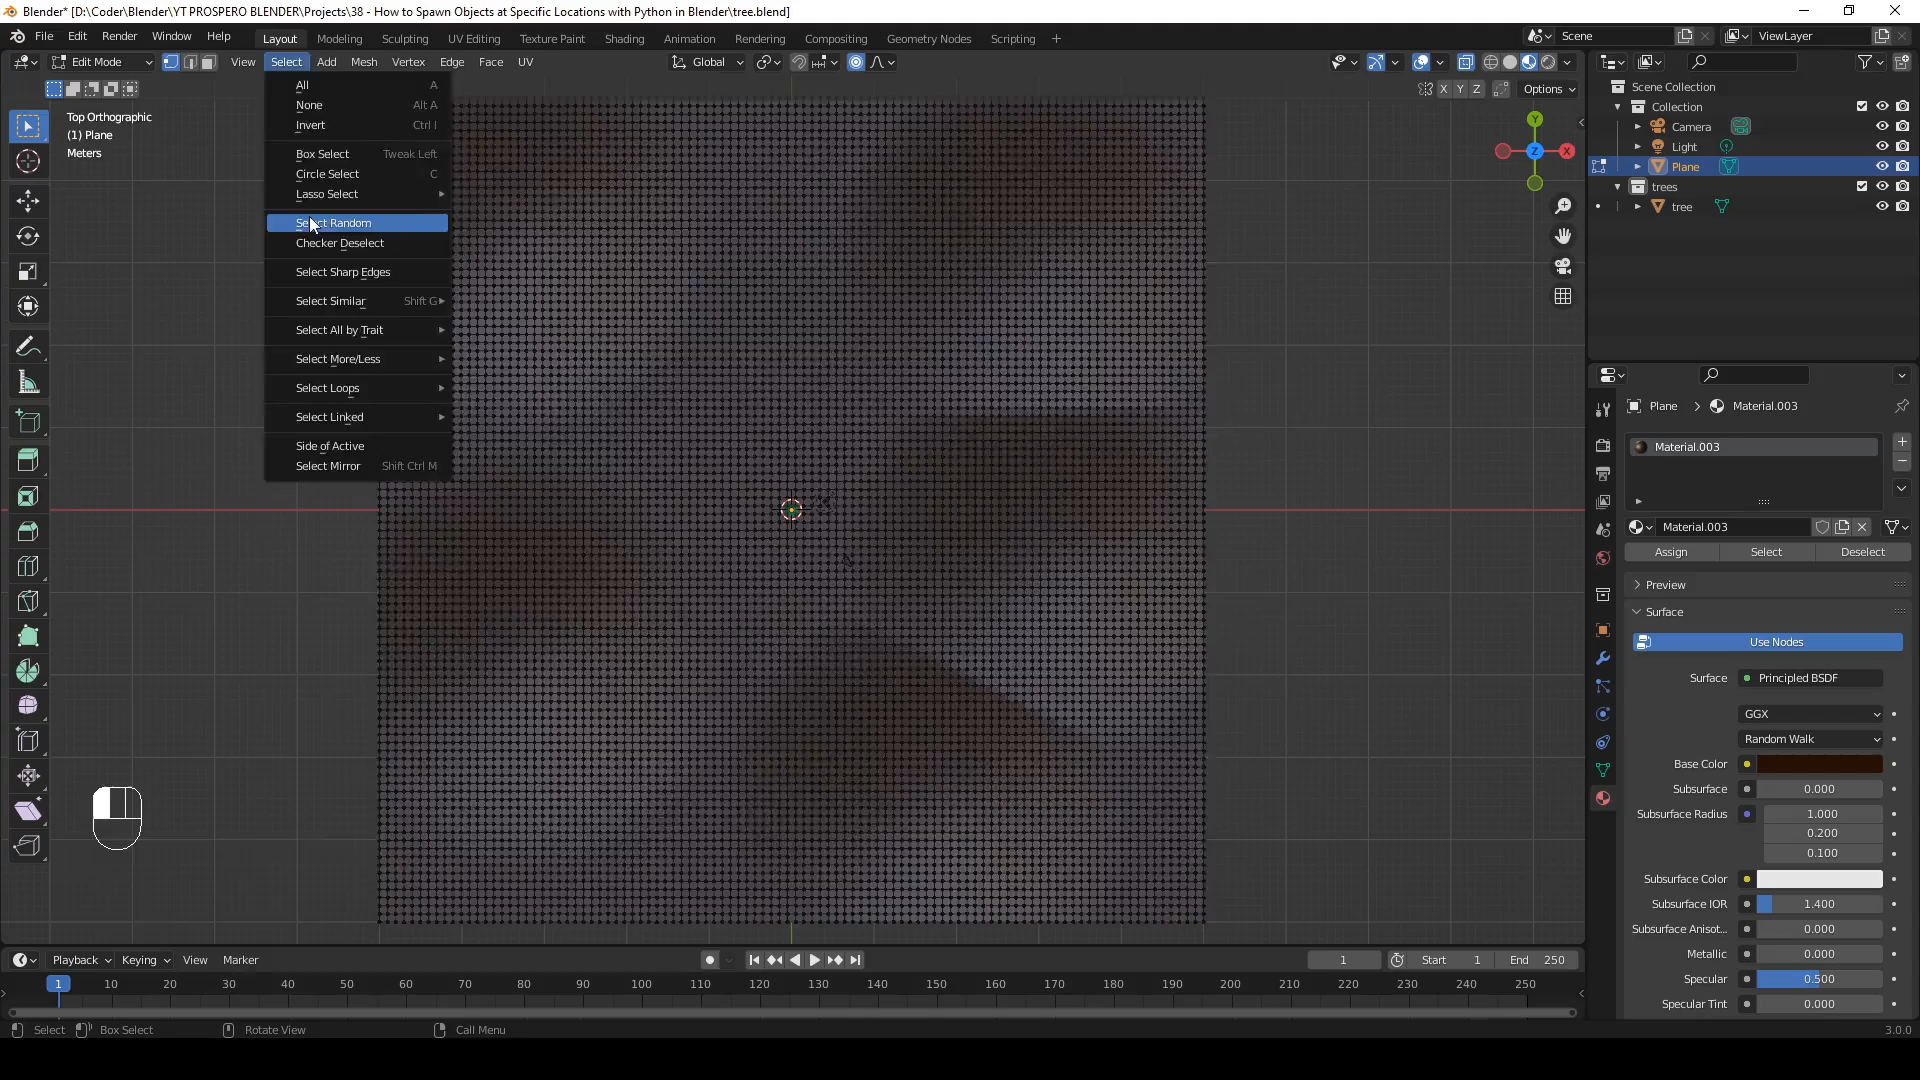 Blender* [D:\Coder\Blender\YT PROSPERO BLENDER\Projects\38 - How to Spawn Objects at Specific Locations with Python in Blender\tree.blend]
File Edit Render Window Help Layout Modeling Sculpting UV Editing Texture Paint Shading Animation Rendering Compositing Geometry Nodes Scripting + Scene ViewLayer
Edit Mode View Select Add Mesh Vertex Edge Face UV Global
X Y Z Options
Top Orthographic
(1) Plane
Meters
All A
None Alt A
Invert Ctrl I
Box Select Tweak Left
Circle Select C
Lasso Select
Select Random
Checker Deselect
Select Sharp Edges
Select Similar Shift G
Select All by Trait
Select More/Less
Select Loops
Select Linked
Side of Active
Select Mirror Shift Ctrl M
Y
Z X
Scene Collection
Collection
Camera
Light
Plane
trees
tree
Plane > Material.003
Material.003
Material.003
Assign Select Deselect
Preview
Surface
Use Nodes
Surface Principled BSDF
GGX
Random Walk
Base Color
Subsurface 0.000
Subsurface Radius 1.000
0.200
0.100
Subsurface Color
Subsurface IOR 1.400
Subsurface Anisot... 0.000
Metallic 0.000
Specular 0.500
Specular Tint 0.000
Playback Keying View Marker 1 Start 1 End 250
1 10 20 30 40 50 60 70 80 90 100 110 120 130 140 150 160 170 180 190 200 210 220 230 240 250
Select Box Select Rotate View Call Menu 3.0.0